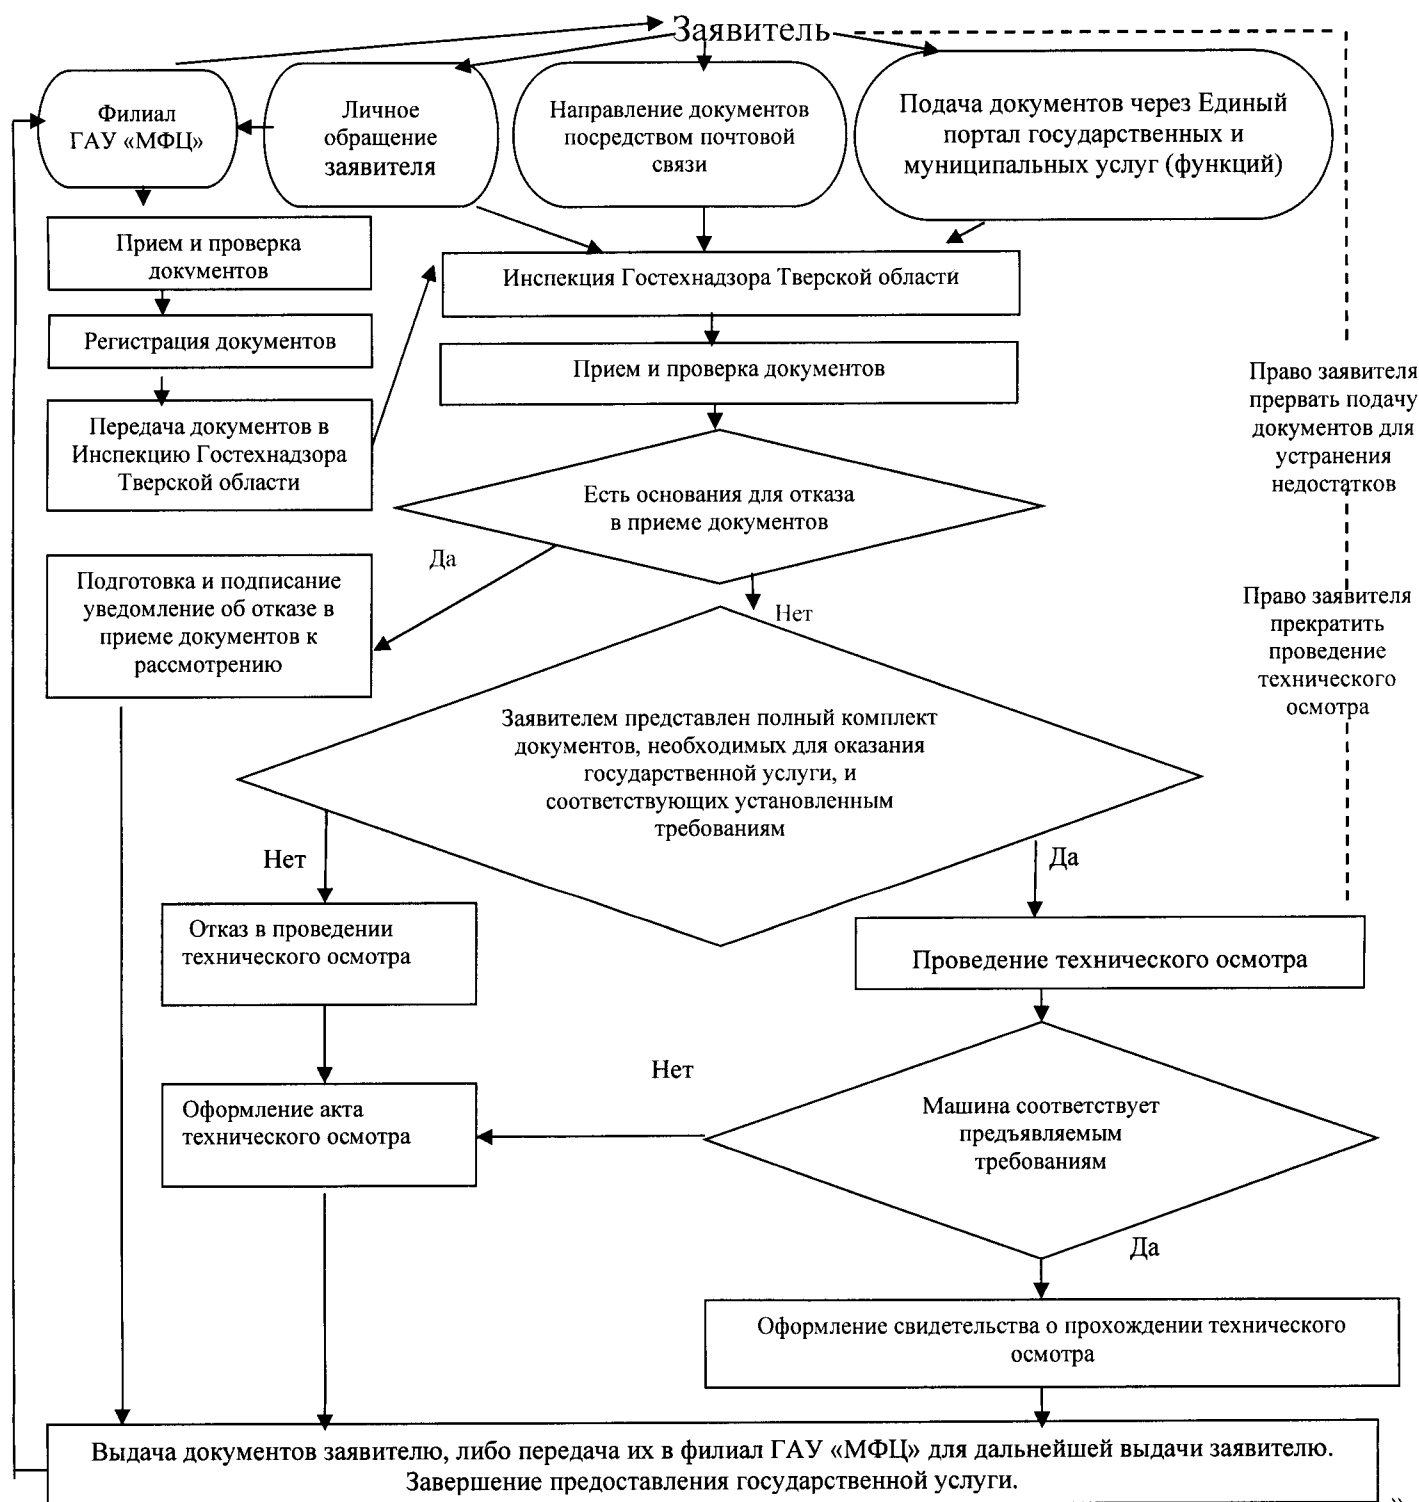 Заявитель
Филиал
ГАУ «МФЦ»
Личное
обращение
заявителя
Направление документов
посредством почтовой
связи
Подача документов через Единый
портал государственных и
муниципальных услуг (функций)
Прием и проверка
документов
Регистрация документов
Передача документов в
Инспекцию Гостехнадзора
Тверской области
Инспекция Гостехнадзора Тверской области
Прием и проверка документов
Право заявителя
прервать подачу
документов для
устранения
недостатков
Есть основания для отказа
в приеме документов
Да
Нет
Подготовка и подписание
уведомление об отказе в
приеме документов к
рассмотрению
Право заявителя
прекратить
проведение
технического
осмотра
Заявителем представлен полный комплект
документов, необходимых для оказания
государственной услуги, и
соответствующих установленным
требованиям
Нет
Да
Отказ в проведении
технического осмотра
Проведение технического осмотра
Нет
Оформление акта
технического осмотра
Машина соответствует
предъявляемым
требованиям
Да
Оформление свидетельства о прохождении технического
осмотра
Выдача документов заявителю, либо передача их в филиал ГАУ «МФЦ» для дальнейшей выдачи заявителю.
Завершение предоставления государственной услуги.
»